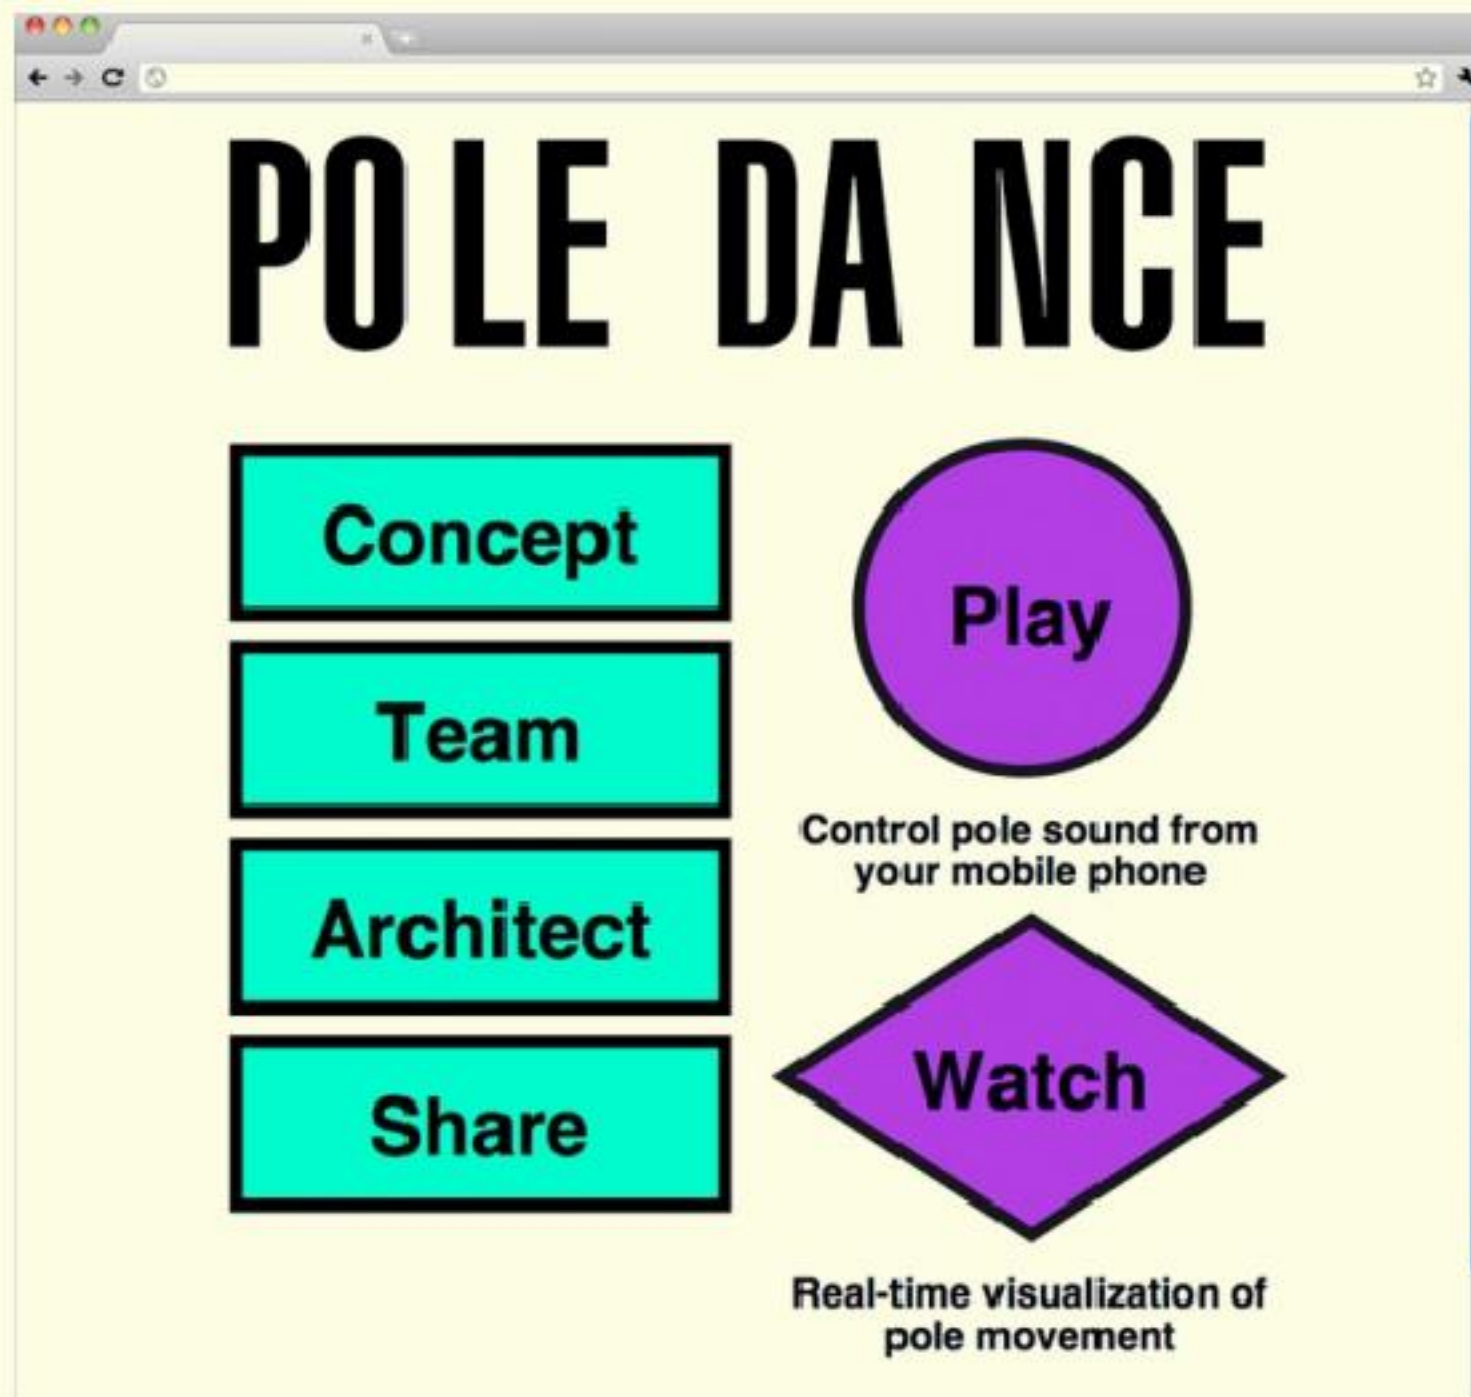 POLE DANCE
Concept
Team
Architect
Share
Play
Control pole sound from
your mobile phone
Watch
Real-time visualization of
pole movement